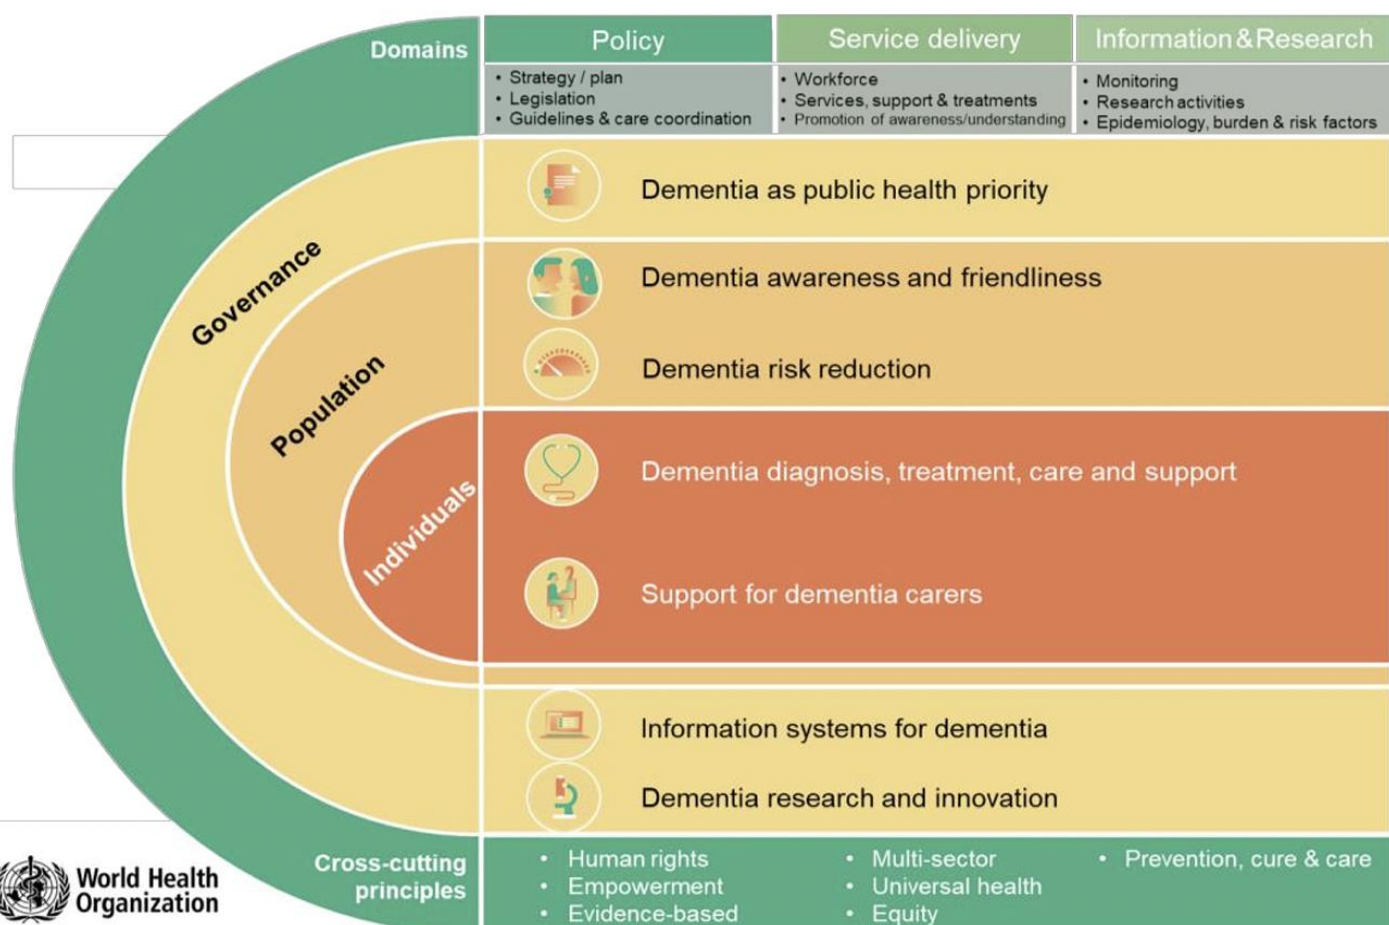 Domains
Policy
Service delivery
Information & Research
• Strategy / plan
• Legislation
• Guidelines & care coordination
• Workforce
• Services, support & treatments
• Promotion of awareness/understanding
• Monitoring
• Research activities
• Epidemiology, burden & risk factors
Governance
Dementia as public health priority
Population
Dementia awareness and friendliness
Dementia risk reduction
Individuals
Dementia diagnosis, treatment, care and support
Support for dementia carers
Information systems for dementia
Dementia research and innovation
Cross-cutting
principles
• Human rights
• Empowerment
• Evidence-based
• Multi-sector
• Universal health
• Equity
• Prevention, cure & care
World Health
Organization